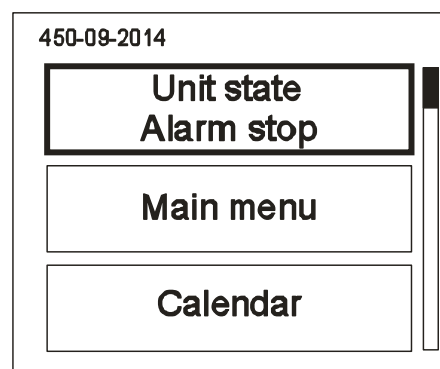 450-09-2014
Unit state
Alarm stop
Main menu
Calendar